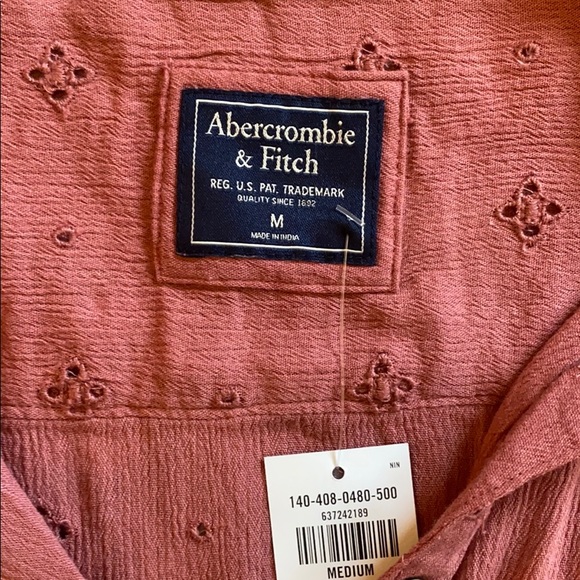 Abercrombie
& Fitch
REG. U.S. PAT. TRADEMARK
QUALITY SINCE 1892
M
MADE IN INDIA
NIN
140-408-0480-500
637242189
MEDIUM